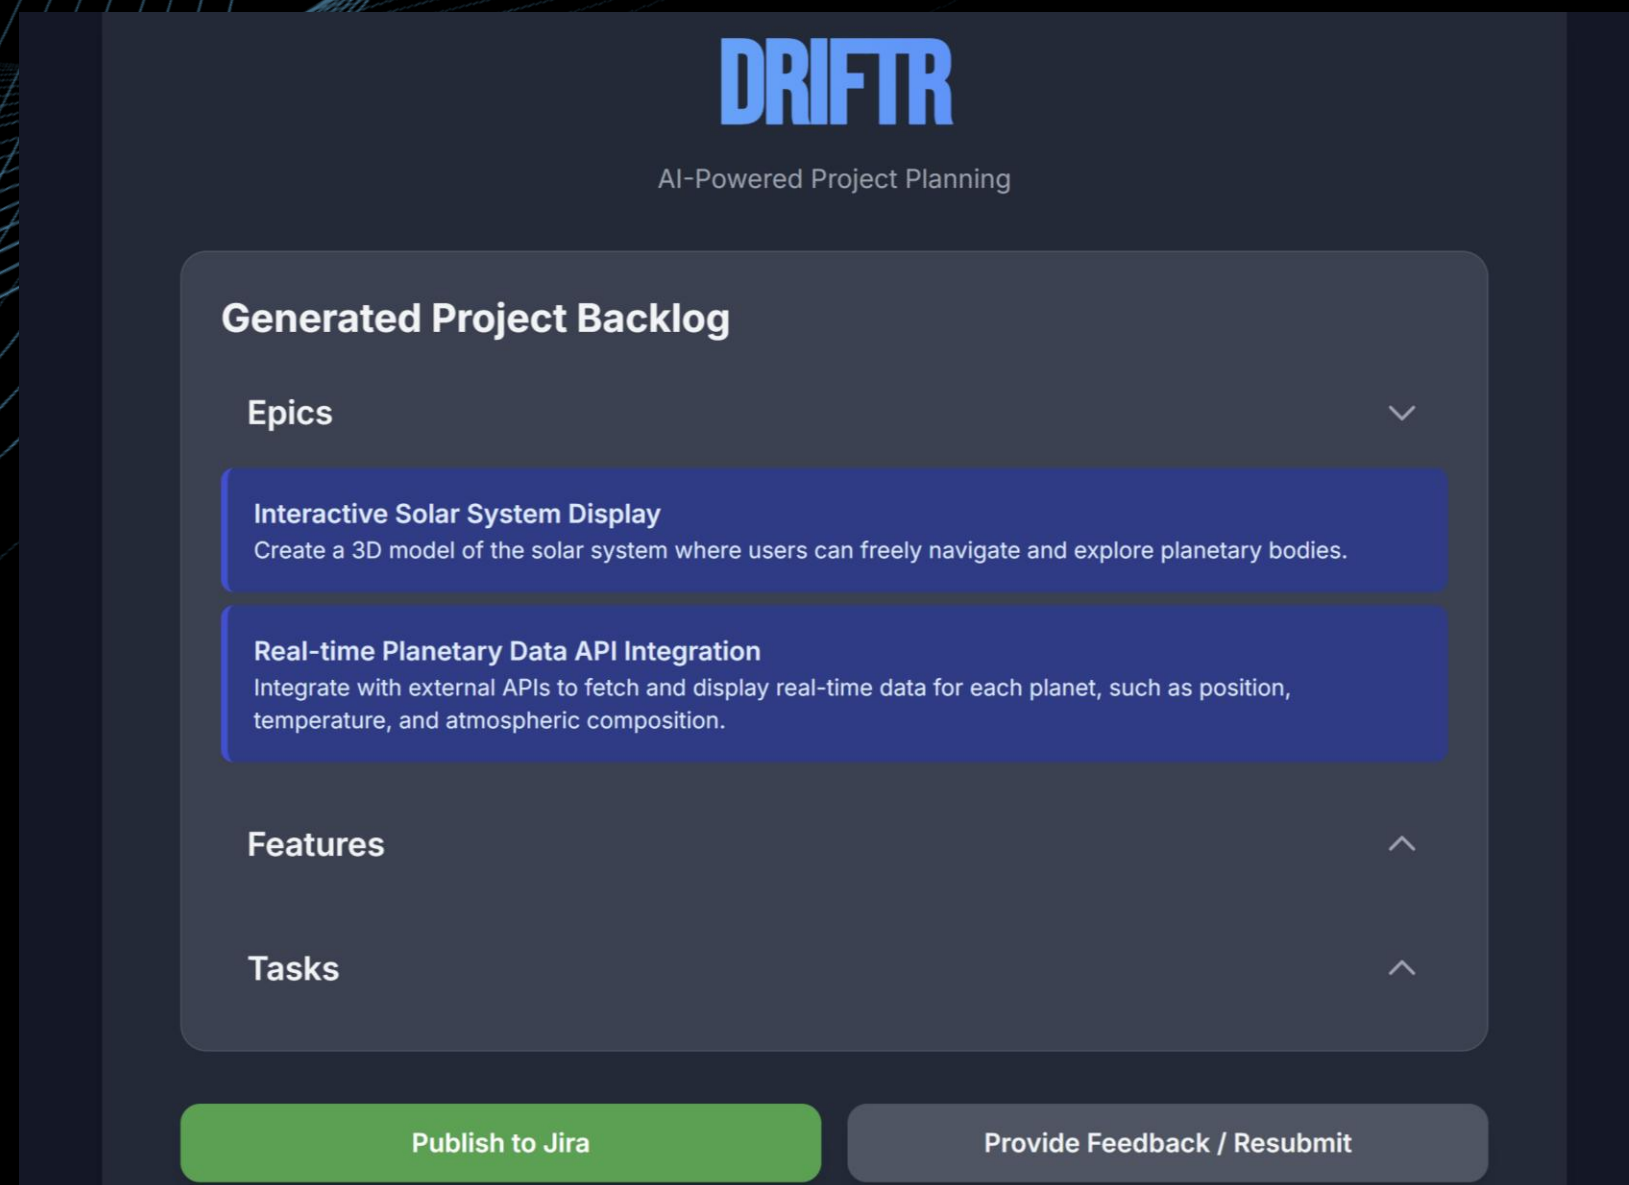 DRIFTR
AI-Powered Project Planning
Generated Project Backlog
Epics
Interactive Solar System Display
Create a 3D model of the solar system where users can freely navigate and explore planetary bodies.
Real-time Planetary Data API Integration
Integrate with external APIs to fetch and display real-time data for each planet, such as position,
temperature, and atmospheric composition.
Features
Tasks
Publish to Jira
Provide Feedback / Resubmit